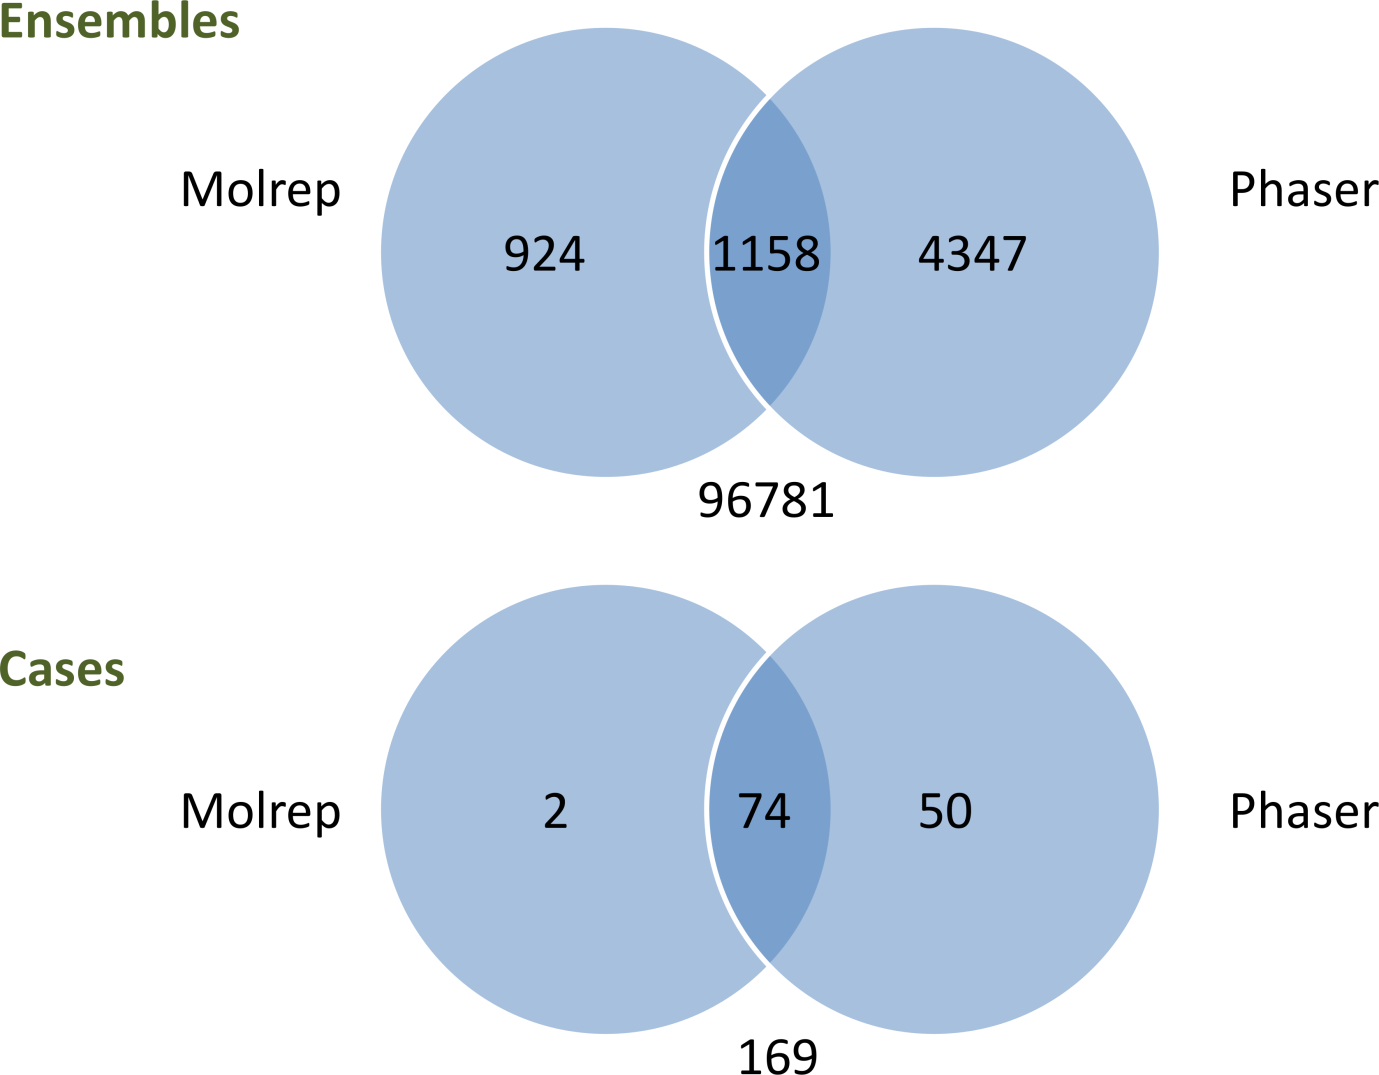 Ensembles
Molrep
Phaser
924
1158
4347
96781
Cases
Molrep
2
74
50
Phaser
169